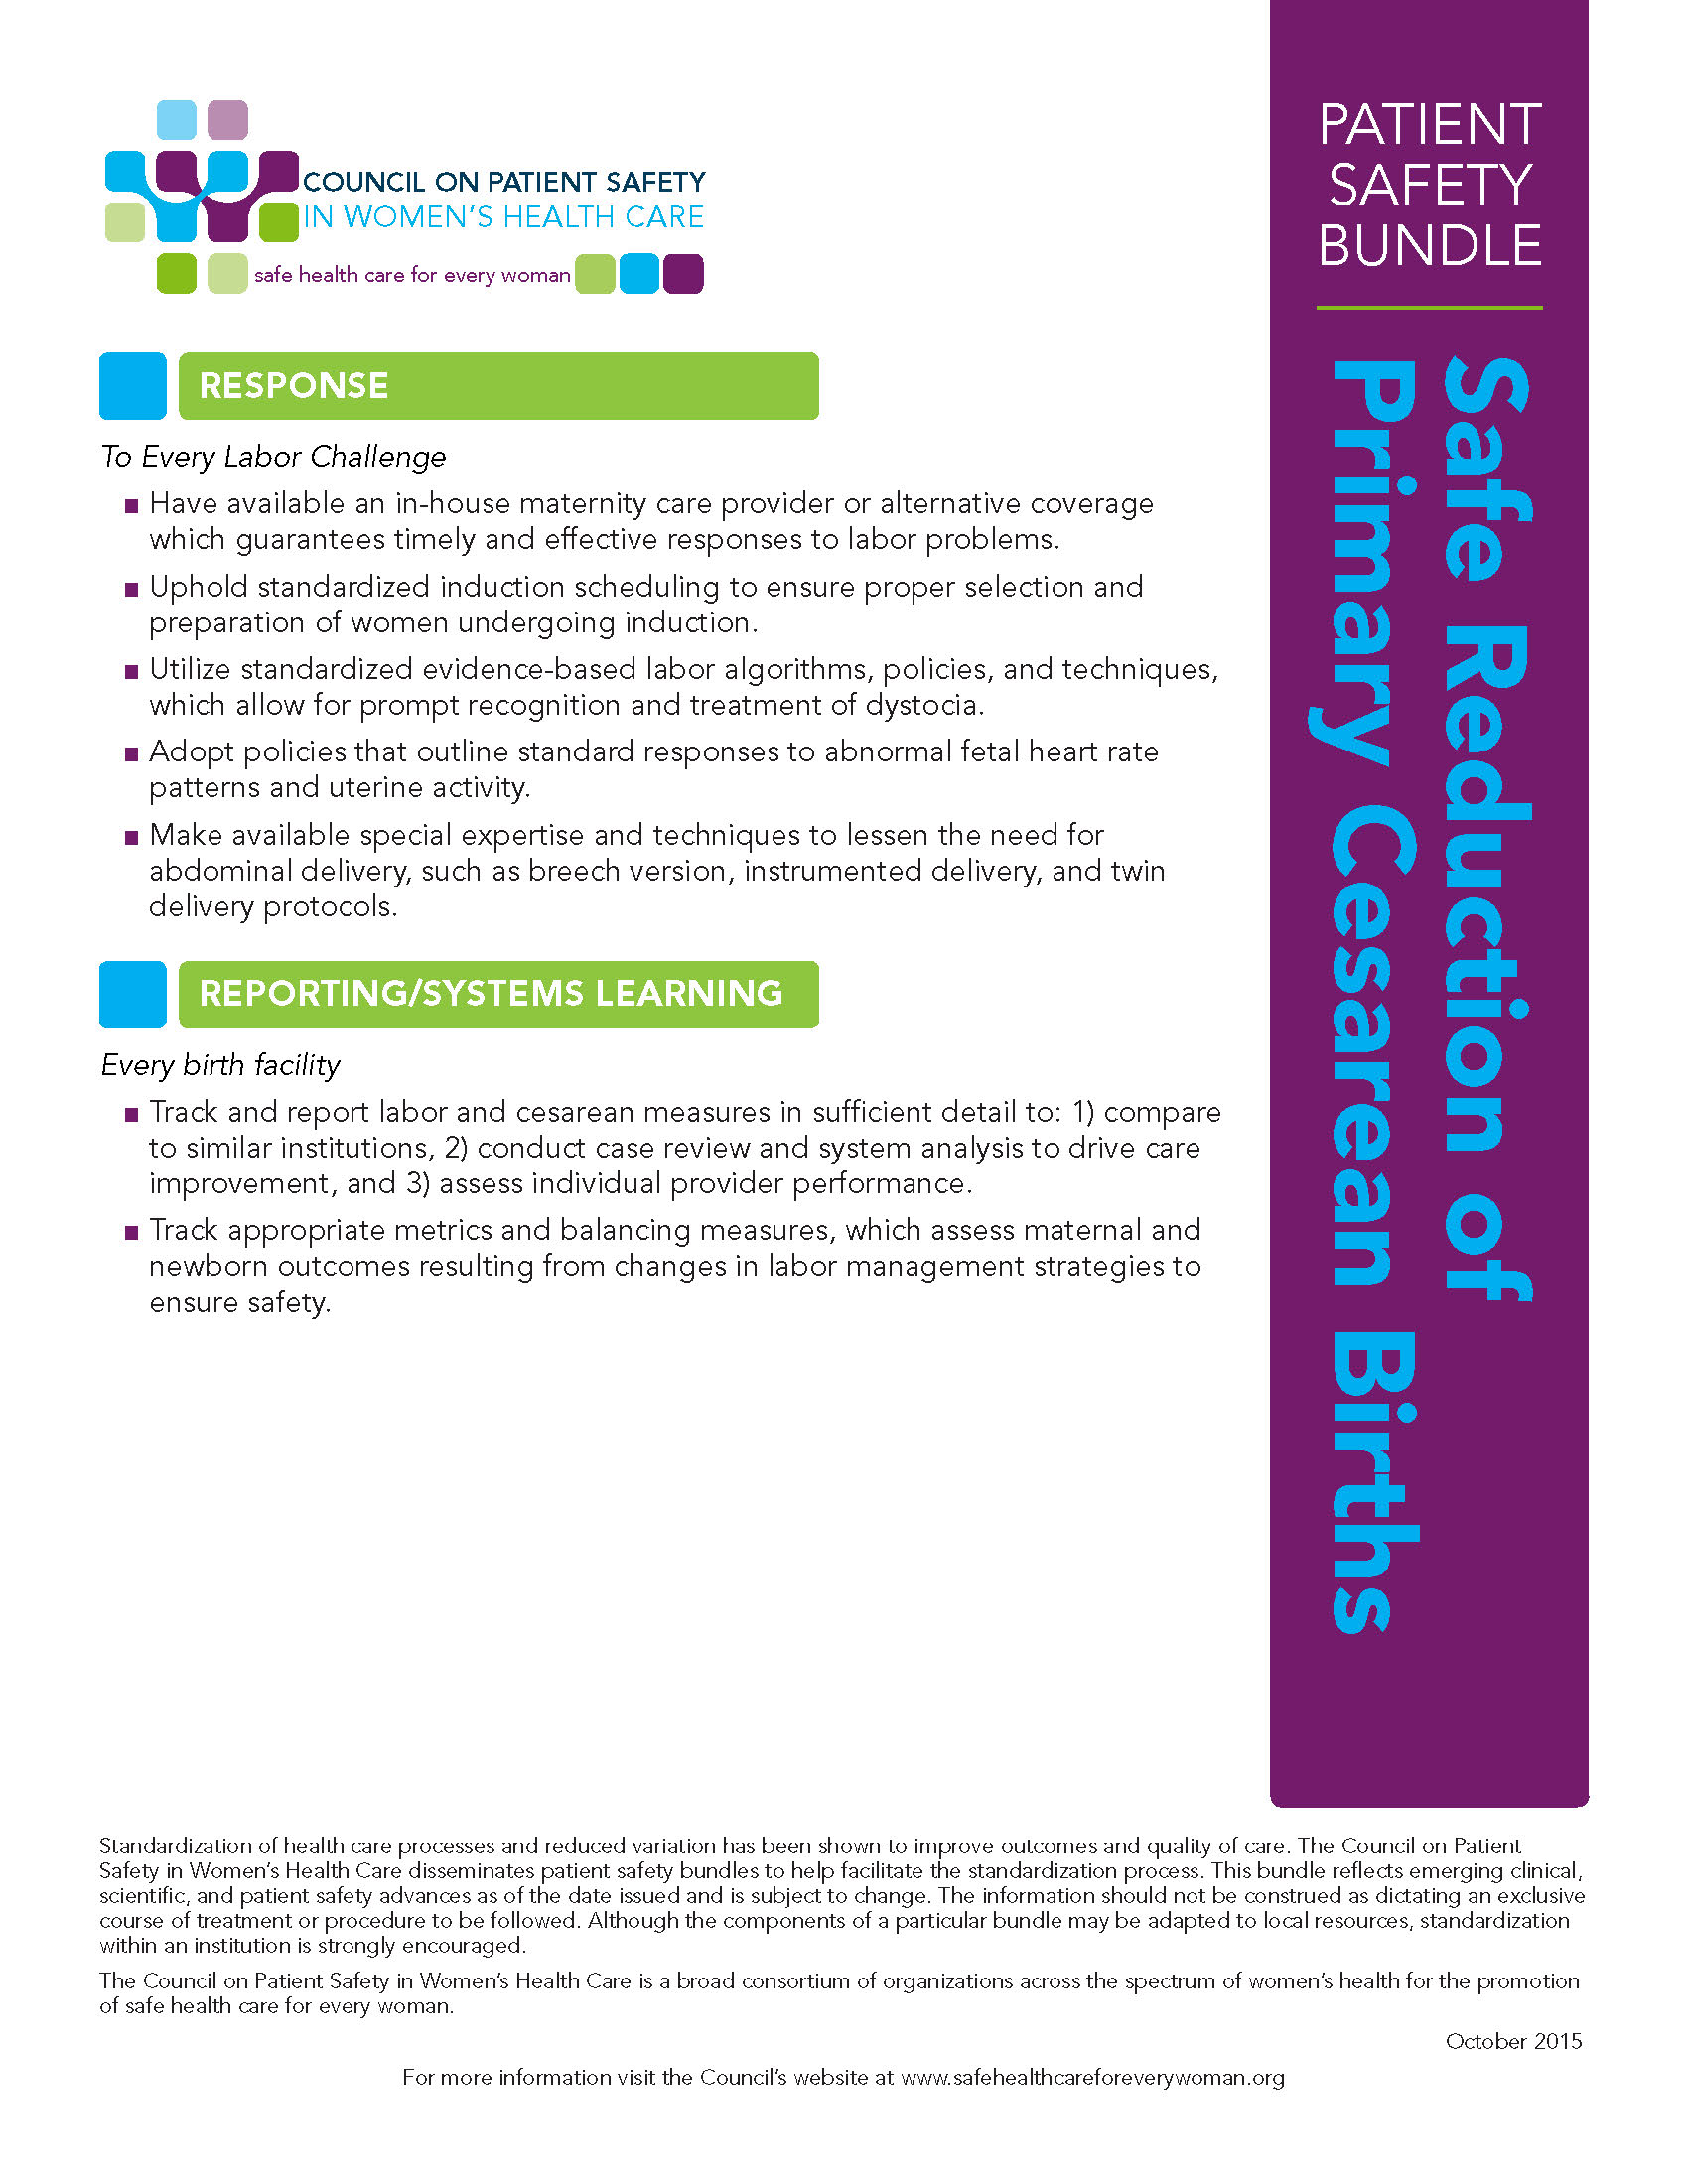 COUNCIL ON PATIENT SAFETY
IN WOMEN'S HEALTH CARE
safe health care for every woman
PATIENT
SAFETY
BUNDLE
Safe Reduction of
Primary Cesarean Births
RESPONSE
To Every Labor Challenge
■ Have available an in-house maternity care provider or alternative coverage
which guarantees timely and effective responses to labor problems.
■ Uphold standardized induction scheduling to ensure proper selection and
preparation of women undergoing induction.
■ Utilize standardized evidence-based labor algorithms, policies, and techniques,
which allow for prompt recognition and treatment of dystocia.
■ Adopt policies that outline standard responses to abnormal fetal heart rate
patterns and uterine activity.
■ Make available special expertise and techniques to lessen the need for
abdominal delivery, such as breech version, instrumented delivery, and twin
delivery protocols.
REPORTING/SYSTEMS LEARNING
Every birth facility
■ Track and report labor and cesarean measures in sufficient detail to: 1) compare
to similar institutions, 2) conduct case review and system analysis to drive care
improvement, and 3) assess individual provider performance.
■ Track appropriate metrics and balancing measures, which assess maternal and
newborn outcomes resulting from changes in labor management strategies to
ensure safety.
Standardization of health care processes and reduced variation has been shown to improve outcomes and quality of care. The Council on Patient
Safety in Women's Health Care disseminates patient safety bundles to help facilitate the standardization process. This bundle reflects emerging clinical,
scientific, and patient safety advances as of the date issued and is subject to change. The information should not be construed as dictating an exclusive
course of treatment or procedure to be followed. Although the components of a particular bundle may be adapted to local resources, standardization
within an institution is strongly encouraged.
The Council on Patient Safety in Women's Health Care is a broad consortium of organizations across the spectrum of women's health for the promotion
of safe health care for every woman.
October 2015
For more information visit the Council's website at www.safehealthcareforeverywoman.org